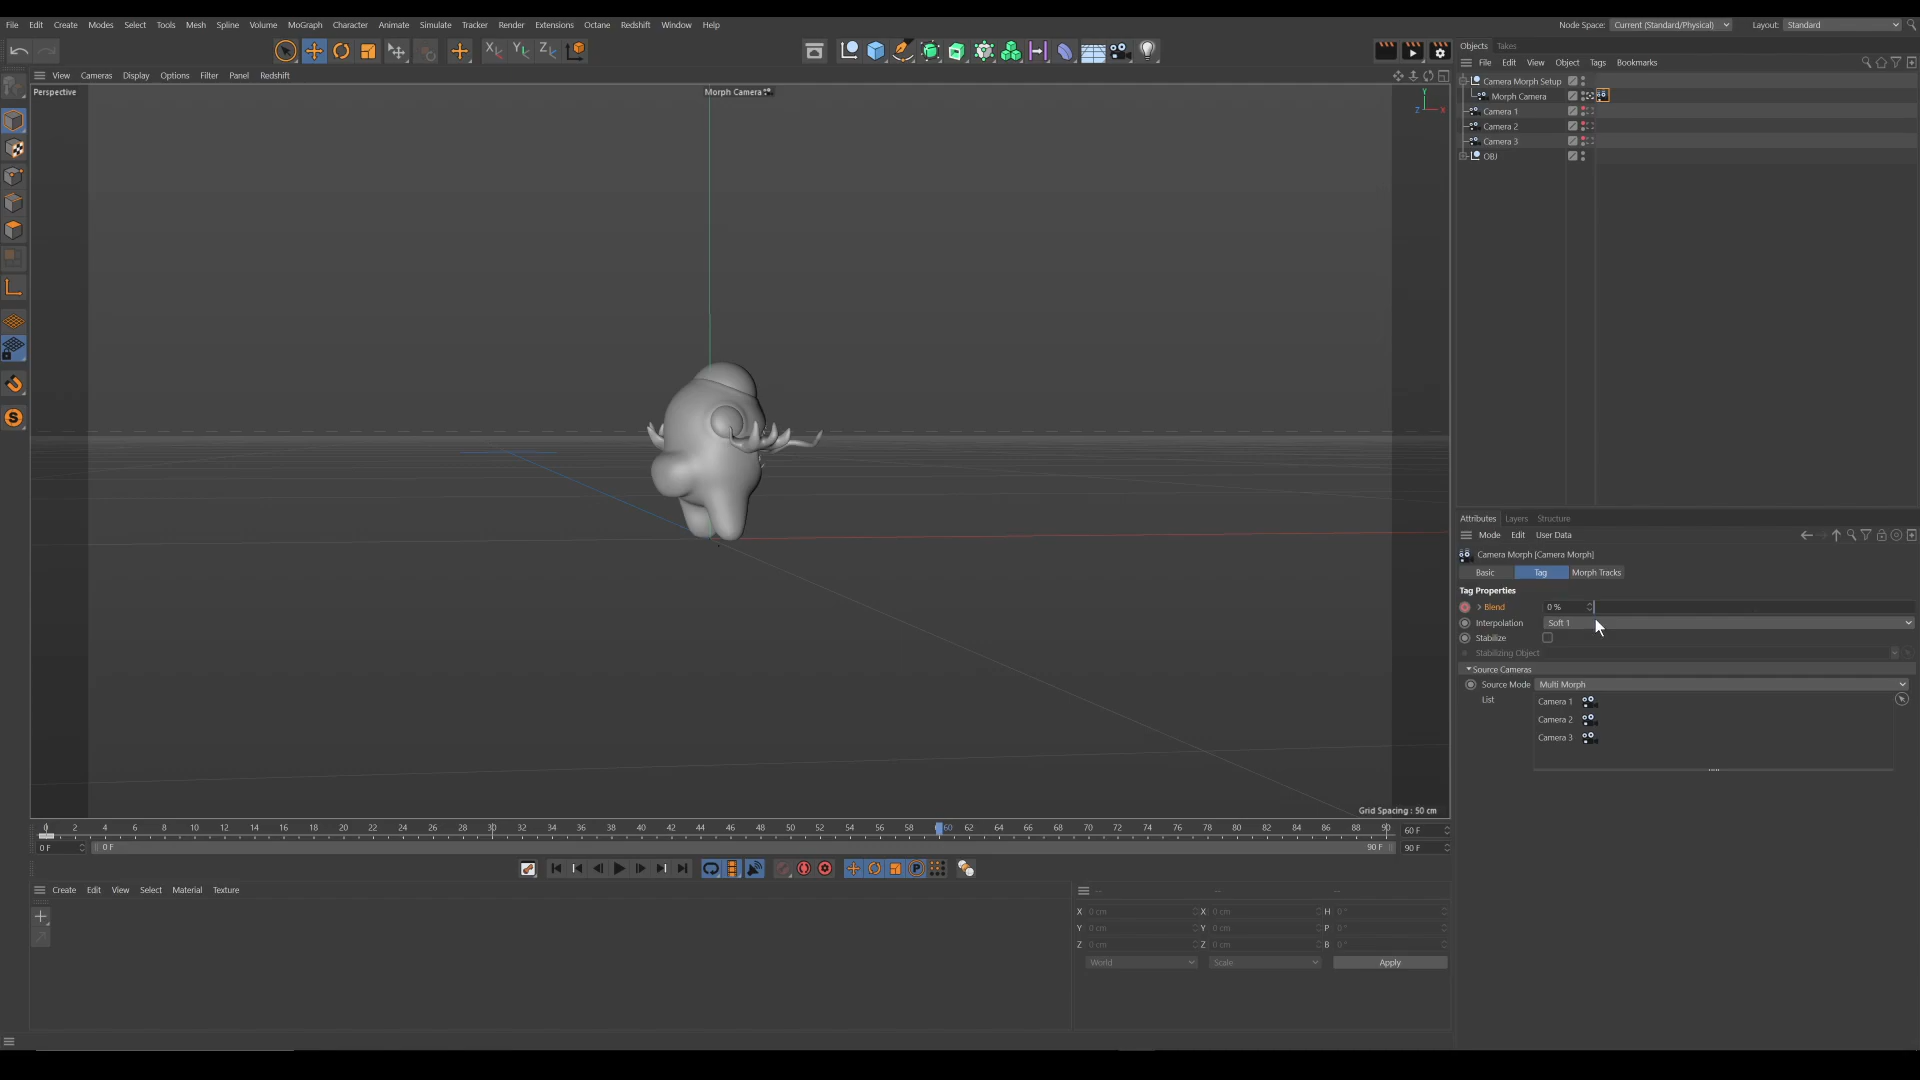 File Edit Create Modes Select Tools Mesh Spline Volume MoGraph Character Animate Simulate Tracker Render Extensions Octane Redshift Window Help
Node Space: Current (Standard/Physical) Layout: Standard
Objects Takes
File Edit View Object Tags Bookmarks
View Cameras Display Options Filter Panel Redshift
Perspective
Morph Camera
Y
Z X
Camera Morph Setup
Morph Camera
Camera 1
Camera 2
Camera 3
OBJ
Attributes Layers Structure
Mode Edit User Data
Camera Morph [Camera Morph]
Basic Tag Morph Tracks
Tag Properties
Blend 0 %
Interpolation Soft 1
Stabilize
Stabilizing Object
Source Cameras
Source Mode Multi Morph
List Camera 1
Camera 2
Camera 3
Grid Spacing : 50 cm
0 2 4 6 8 10 12 14 16 18 20 22 24 26 28 30 32 34 36 38 40 42 44 46 48 50 52 54 56 58 60 62 64 66 68 70 72 74 76 78 80 82 84 86 88 90 60 F
0 F 0 F 90 F 90 F
Create Edit View Select Material Texture
-- -- --
X 0 cm X 0 cm H 0 °
Y 0 cm Y 0 cm P 0 °
Z 0 cm Z 0 cm B 0 °
World Scale Apply